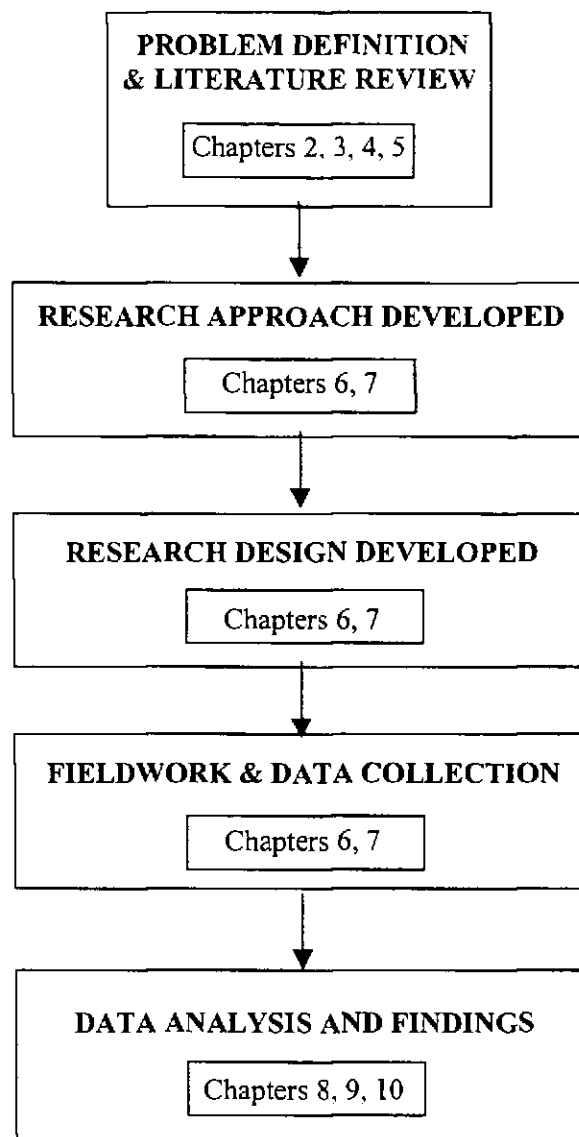 PROBLEM DEFINITION
& LITERATURE REVIEW
Chapters 2, 3, 4, 5
RESEARCH APPROACH DEVELOPED
Chapters 6, 7
RESEARCH DESIGN DEVELOPED
Chapters 6, 7
FIELDWORK & DATA COLLECTION
Chapters 6, 7
DATA ANALYSIS AND FINDINGS
Chapters 8, 9, 10